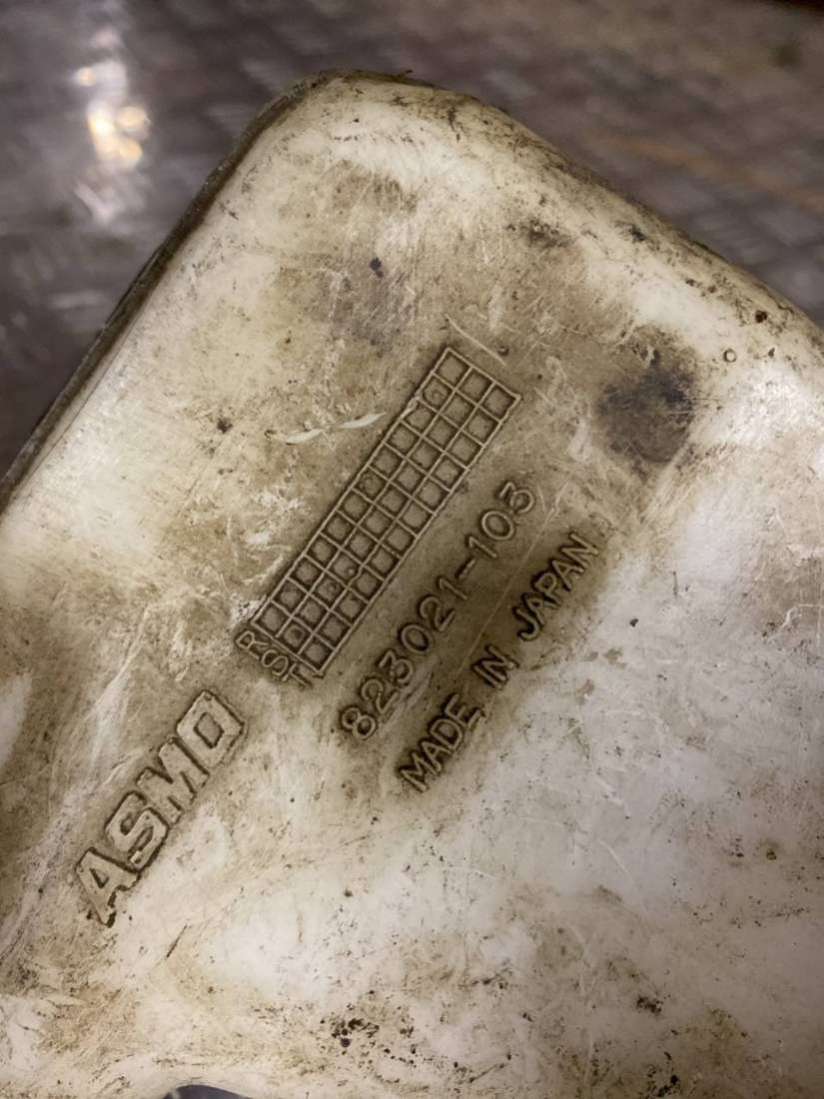 R
S
T
823021-103
MADE IN JAPAN
ASMO